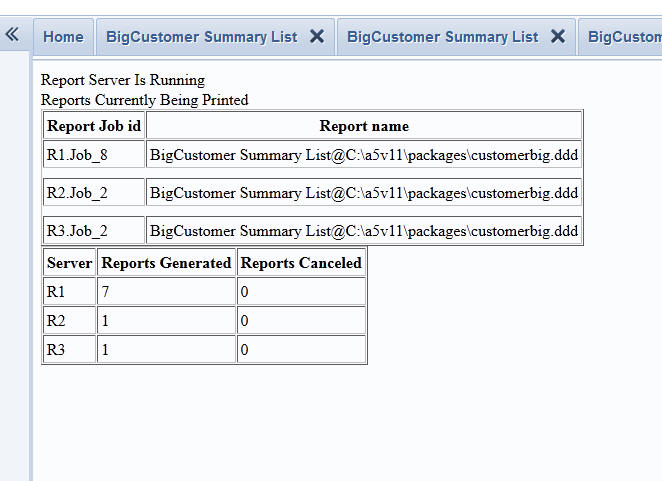 Home BigCustomer Summary List BigCustomer Summary List
Report Server Is Running
Reports Currently Being Printed
Report Job id Report name
R1.Job_8 BigCustomer Summary List@C:\a5v11\packages\customerbig.ddd
R2.Job_2 BigCustomer Summary List@C:\a5v11\packages\customerbig.ddd
R3.Job_2 BigCustomer Summary List@C:\a5v11\packages\customerbig.ddd
Server Reports Generated Reports Canceled
R1 7 0
R2 1 0
R3 1 0